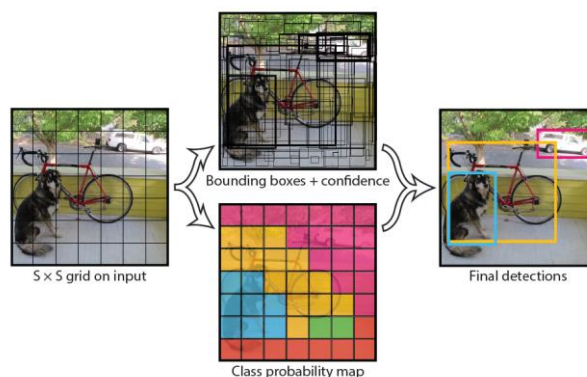 Bounding boxes + confidence
S × S grid on input
Final detections
Class probability map